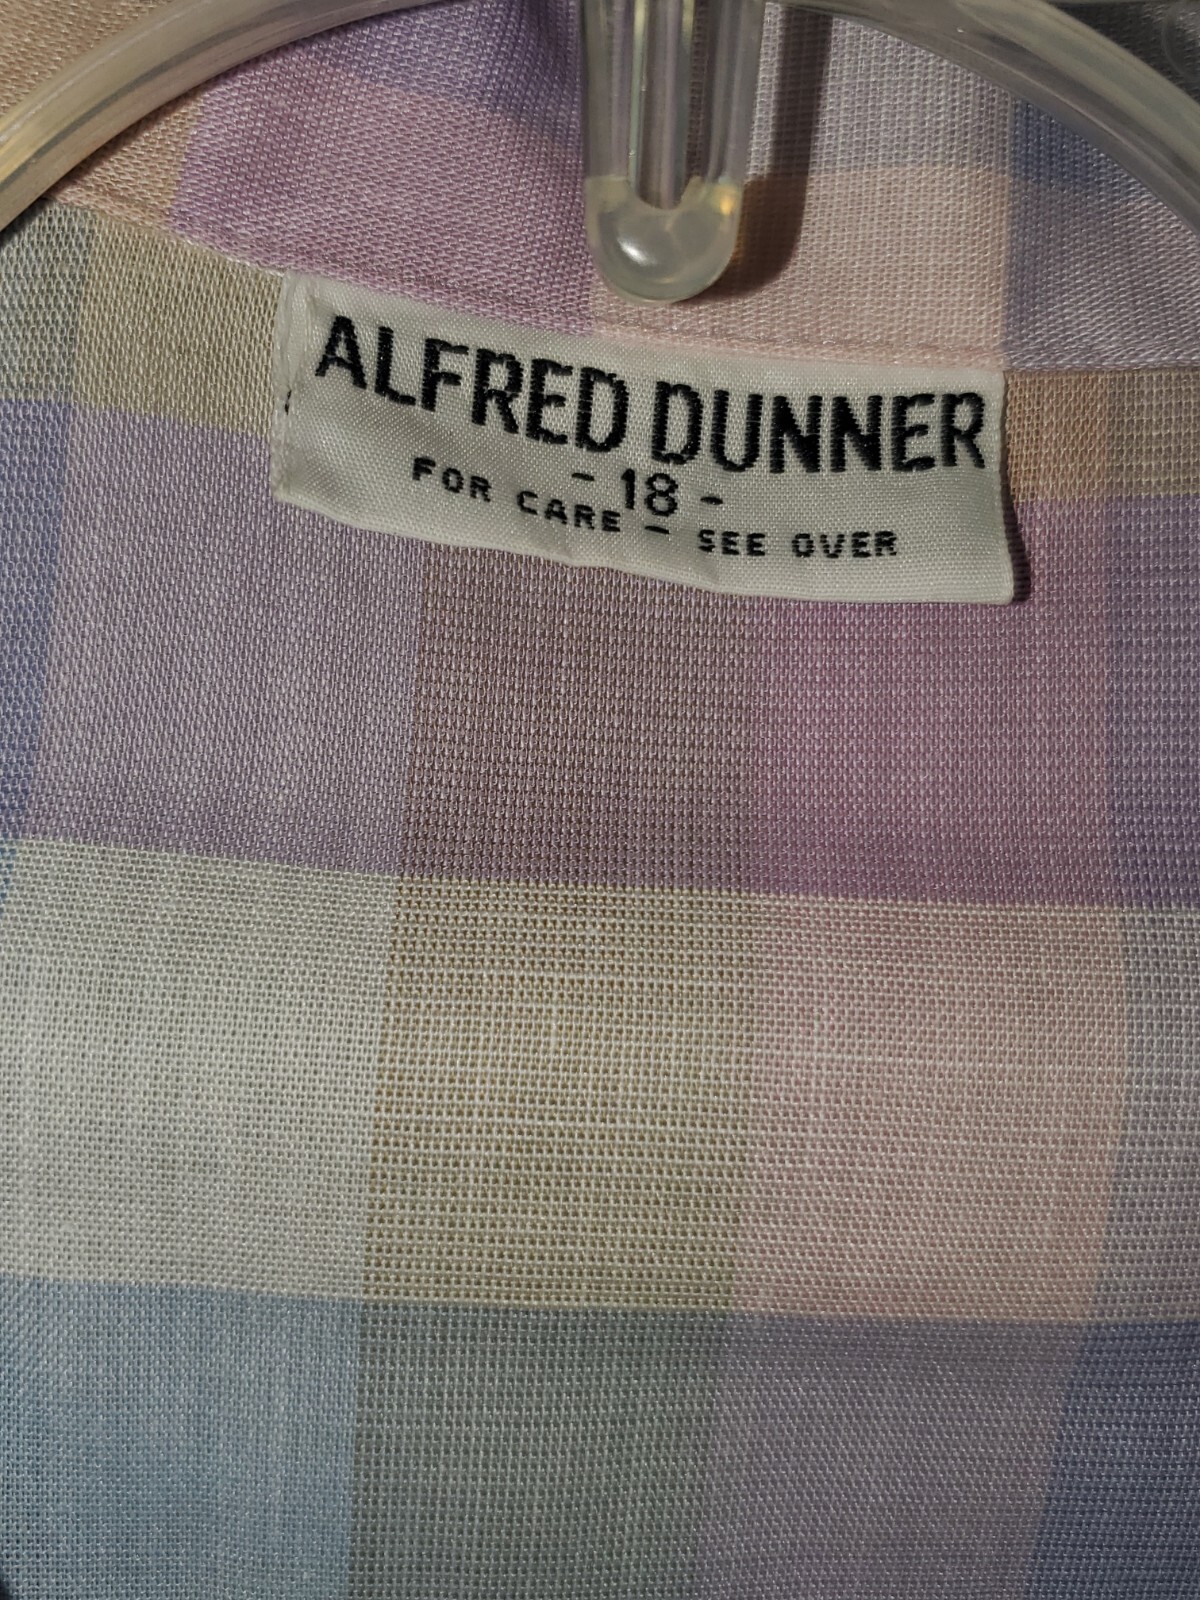 ALFRED DUNNER
- 18 -
FOR CARE - SEE OVER